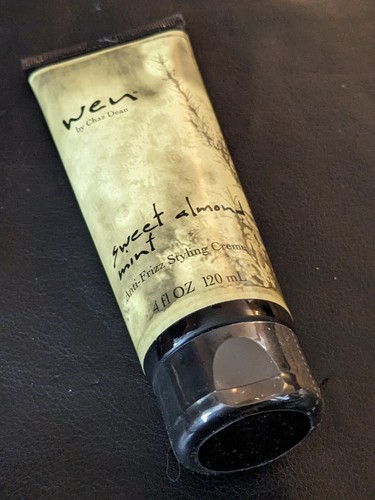 wen
by Chaz Dean
sweet almond
mint
Anti-Frizz Styling Creme
4 fl OZ 120 mL